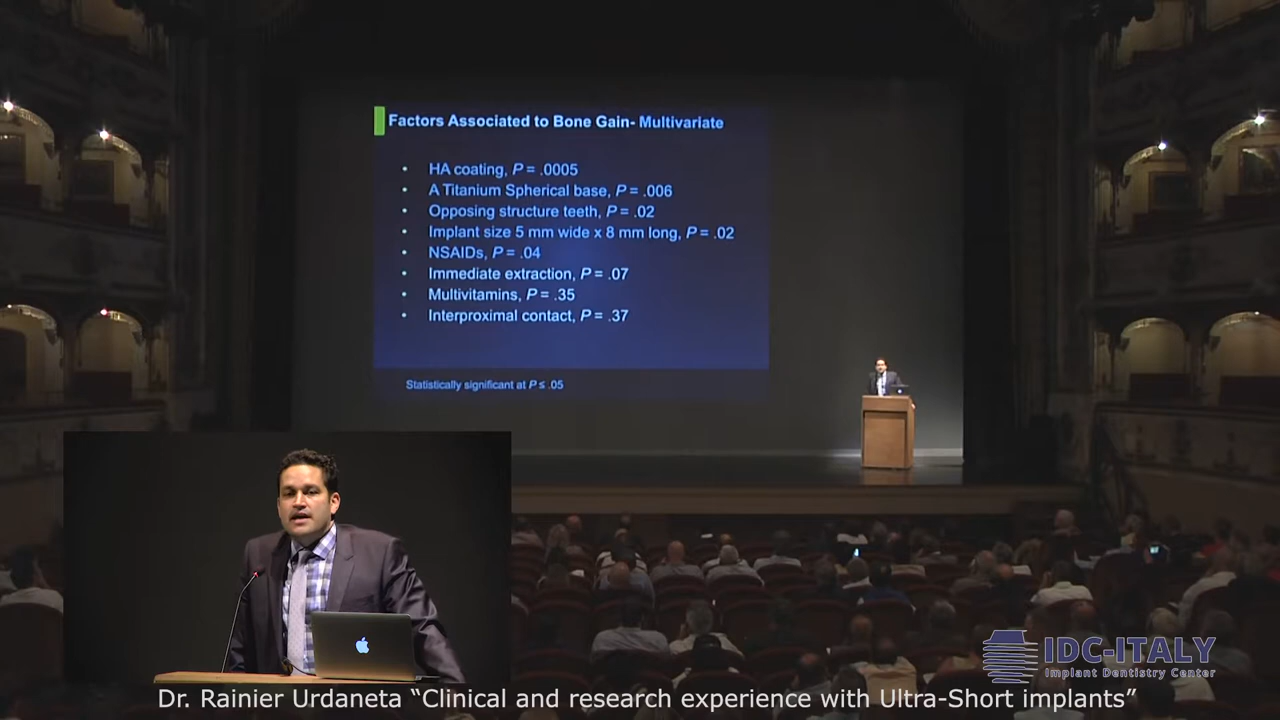 Factors Associated to Bone Gain- Multivariate
• HA coating, P = .0005
• A Titanium Spherical base, P = .006
• Opposing structure teeth, P = .02
• Implant size 5 mm wide x 8 mm long, P = .02
• NSAIDs, P = .04
• Immediate extraction, P = .07
• Multivitamins, P = .35
• Interproximal contact, P = .37
Statistically significant at P ≤ .05
IDC-ITALY
Implant Dentistry Center
Dr. Rainier Urdaneta “Clinical and research experience with Ultra-Short implants”